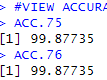 > #VIEW ACCURA
> ACC.75
[1] 99.87735
> ACC.76
[1] 99.87735